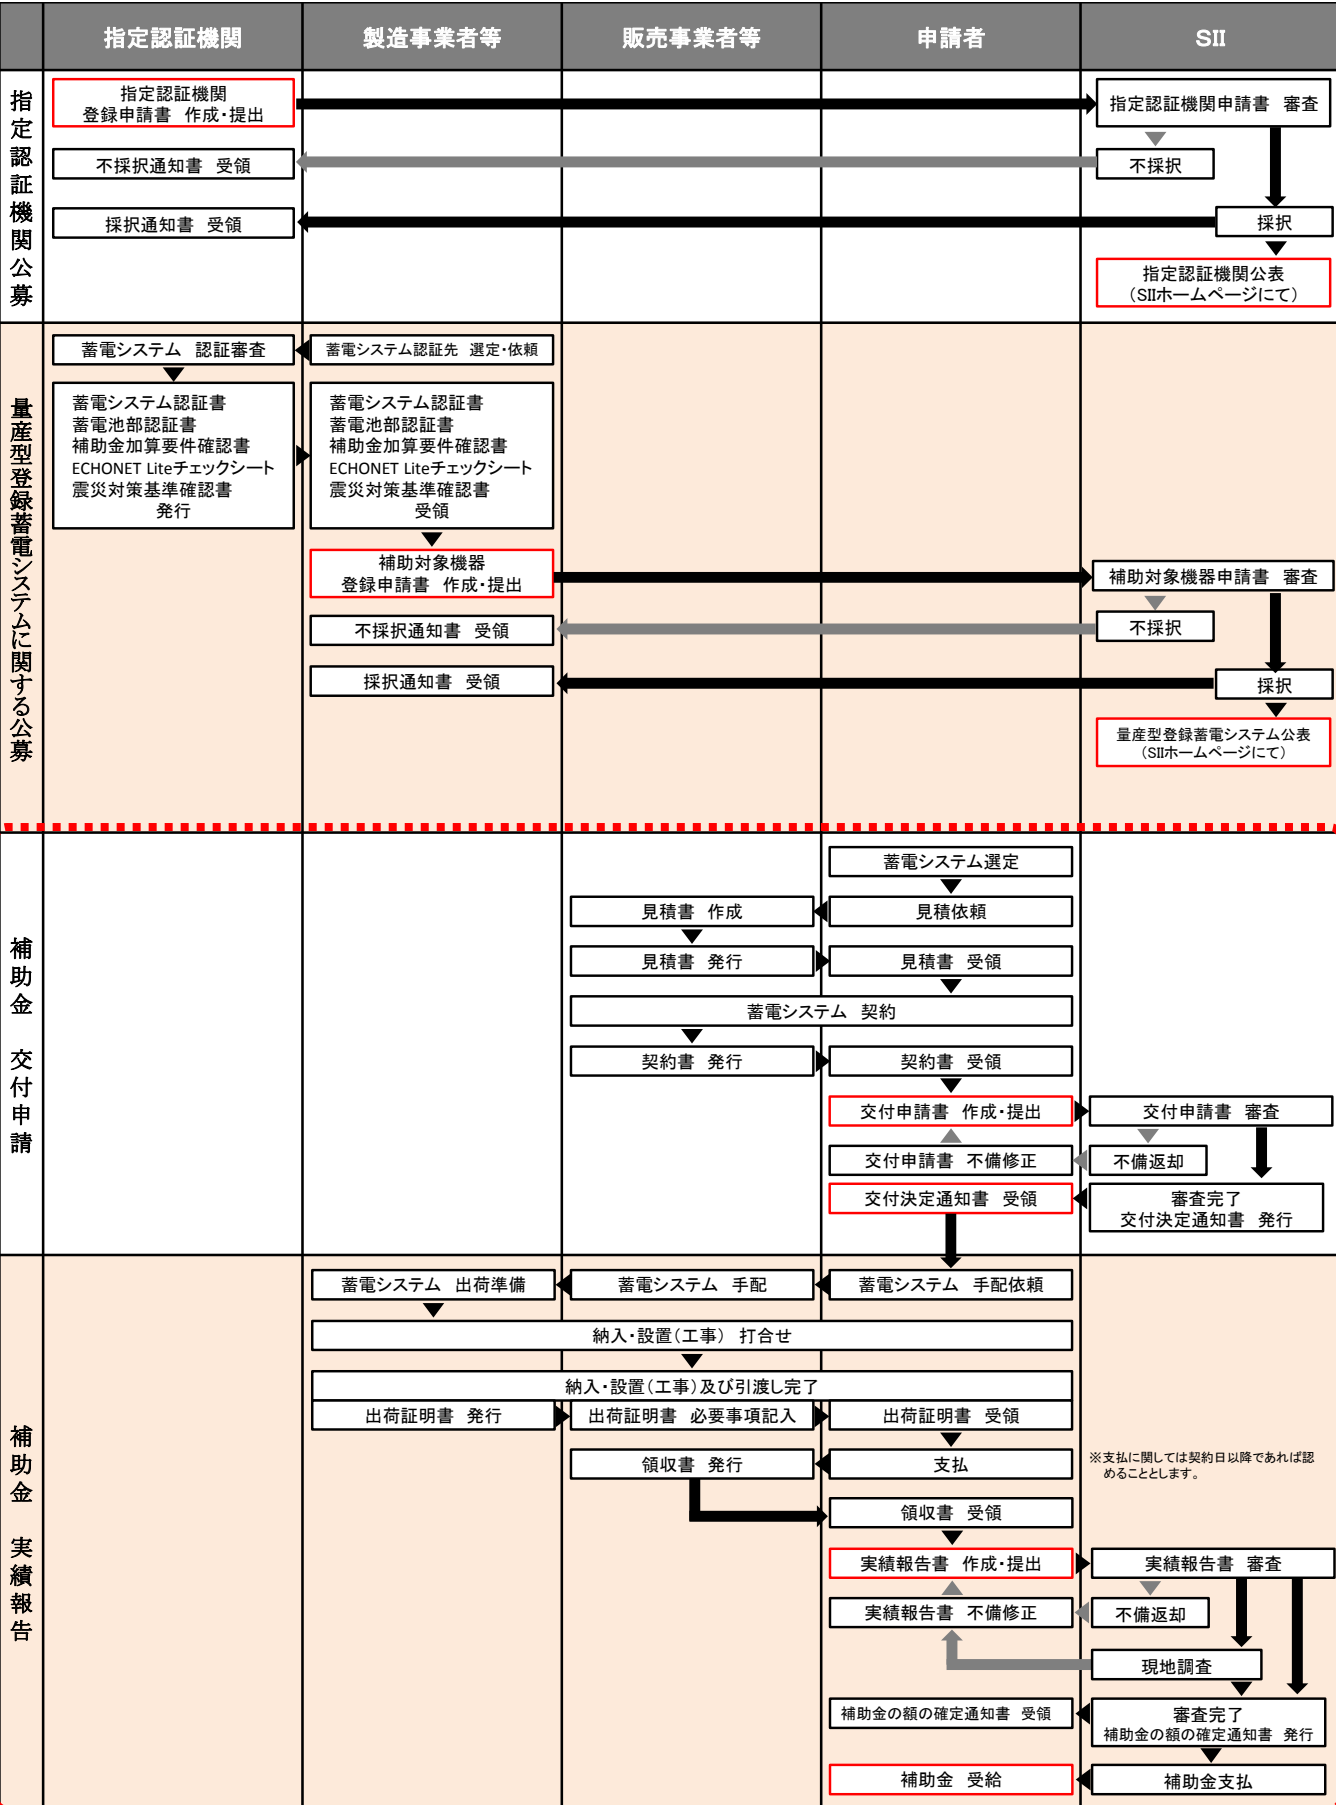 指定認証機関
製造事業者等
販売事業者等
申請者
SII
指定認証機関公募
指定認証機関
登録申請書 作成・提出
指定認証機関申請書 審査
不採択通知書 受領
不採択
採択通知書 受領
採択
指定認証機関公表
(SIIホームページにて)
量産型登録蓄電システムに関する公募
蓄電システム 認証審査
蓄電システム認証先 選定・依頼
蓄電システム認証書
蓄電池部認証書
補助金加算要件確認書
ECHONET Liteチェックシート
震災対策基準確認書
発行
蓄電システム認証書
蓄電池部認証書
補助金加算要件確認書
ECHONET Liteチェックシート
震災対策基準確認書
受領
補助対象機器
登録申請書 作成・提出
補助対象機器申請書 審査
不採択通知書 受領
不採択
採択通知書 受領
採択
量産型登録蓄電システム公表
(SIIホームページにて)
補助金 交付申請
蓄電システム選定
見積書 作成
見積依頼
見積書 発行
見積書 受領
蓄電システム 契約
契約書 発行
契約書 受領
交付申請書 作成・提出
交付申請書 審査
交付申請書 不備修正
不備返却
交付決定通知書 受領
審査完了
交付決定通知書 発行
補助金 実績報告
蓄電システム 出荷準備
蓄電システム 手配
蓄電システム 手配依頼
納入・設置(工事) 打合せ
納入・設置(工事)及び引渡し完了
出荷証明書 発行
出荷証明書 必要事項記入
出荷証明書 受領
領収書 発行
支払
※支払に関しては契約日以降であれば認
めることとします。
領収書 受領
実績報告書 作成・提出
実績報告書 審査
実績報告書 不備修正
不備返却
現地調査
補助金の額の確定通知書 受領
審査完了
補助金の額の確定通知書 発行
補助金 受給
補助金支払